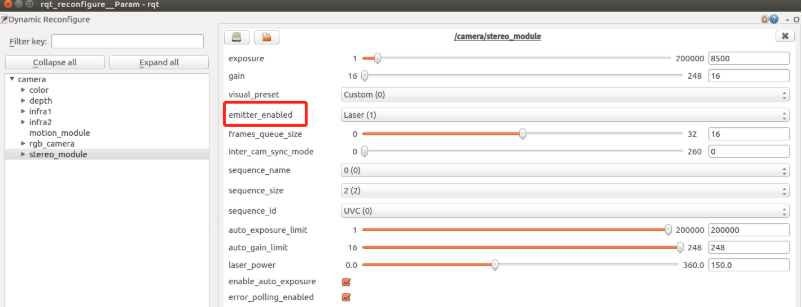 rqt_reconfigure__Param - rqt
Dynamic Reconfigure
Filter key:
Collapse all
Expand all
camera
color
depth
infra1
infra2
motion_module
rgb_camera
stereo_module
/camera/stereo_module
exposure 1 200000 8500
gain 16 248 16
visual_preset Custom (0)
emitter_enabled Laser (1)
frames_queue_size 0 32 16
inter_cam_sync_mode 0 260 0
sequence_name 0 (0)
sequence_size 2 (2)
sequence_id UVC (0)
auto_exposure_limit 1 200000 200000
auto_gain_limit 16 248 248
laser_power 0.0 360.0 150.0
enable_auto_exposure
error_polling_enabled